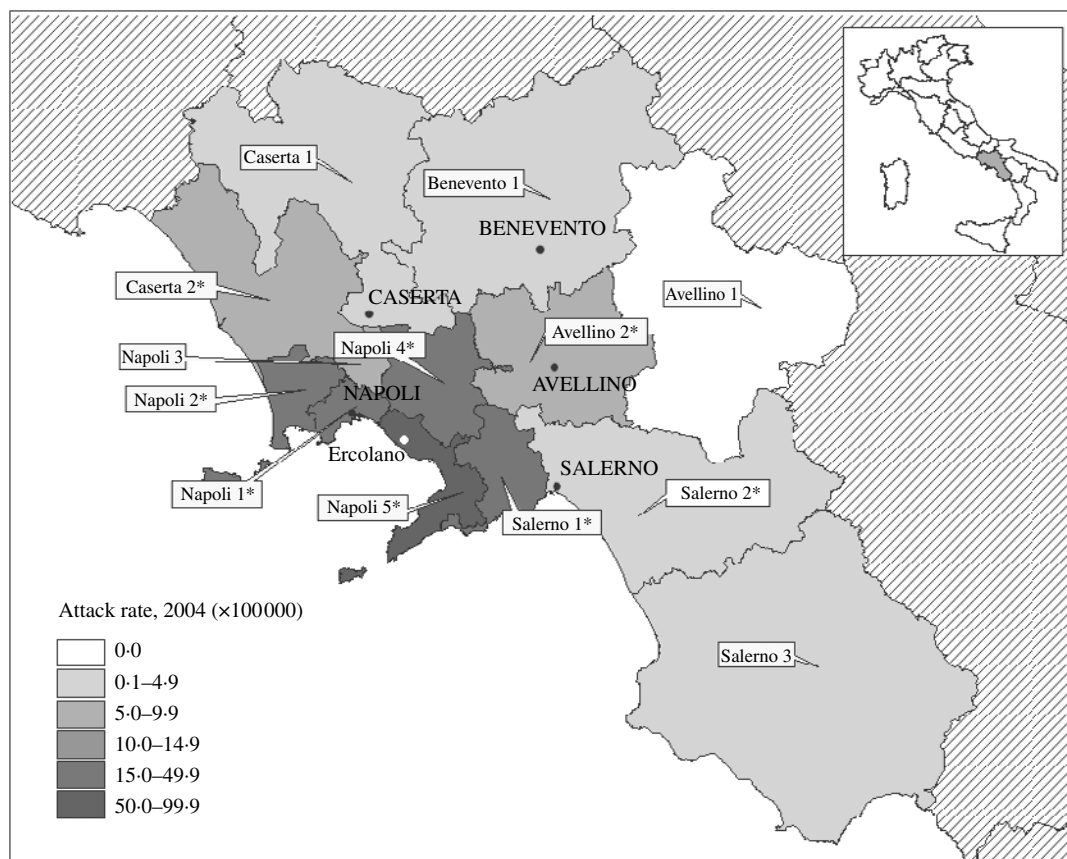 Caserta 1
Benevento 1
BENEVENTO
Caserta 2*
CASERTA
Avellino 1
Napoli 3
Napoli 4*
Avellino 2*
Napoli 2*
NAPOLI
AVELLINO
Ercolano
SALERNO
Napoli 1*
Napoli 5*
Salerno 1*
Salerno 2*
Salerno 3
Attack rate, 2004 (×100000)
0·0
0·1–4·9
5·0–9·9
10·0–14·9
15·0–49·9
50·0–99·9